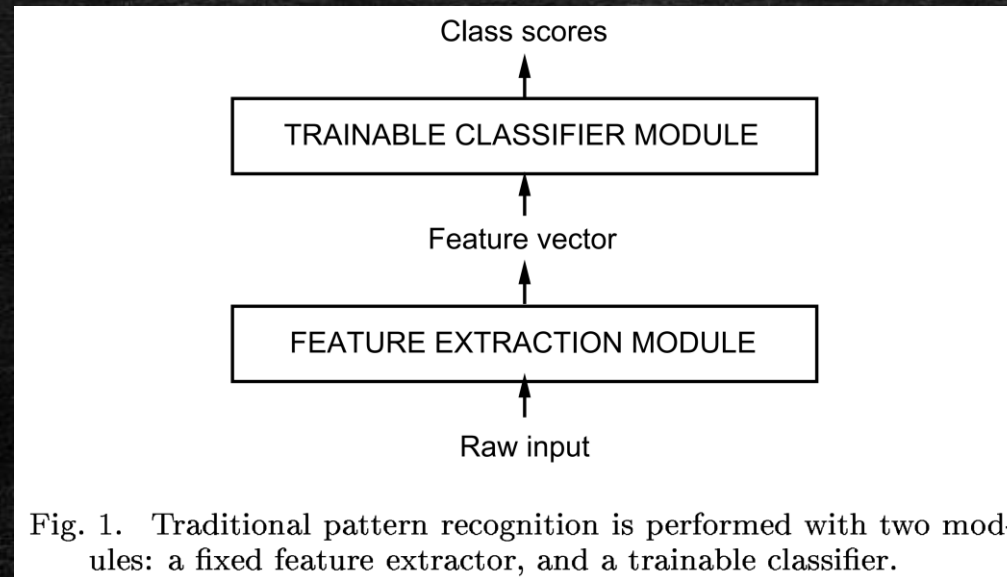 Class scores
TRAINABLE CLASSIFIER MODULE
Feature vector
FEATURE EXTRACTION MODULE
Raw input
Fig. 1. Traditional pattern recognition is performed with two mod-
ules: a fixed feature extractor, and a trainable classifier.